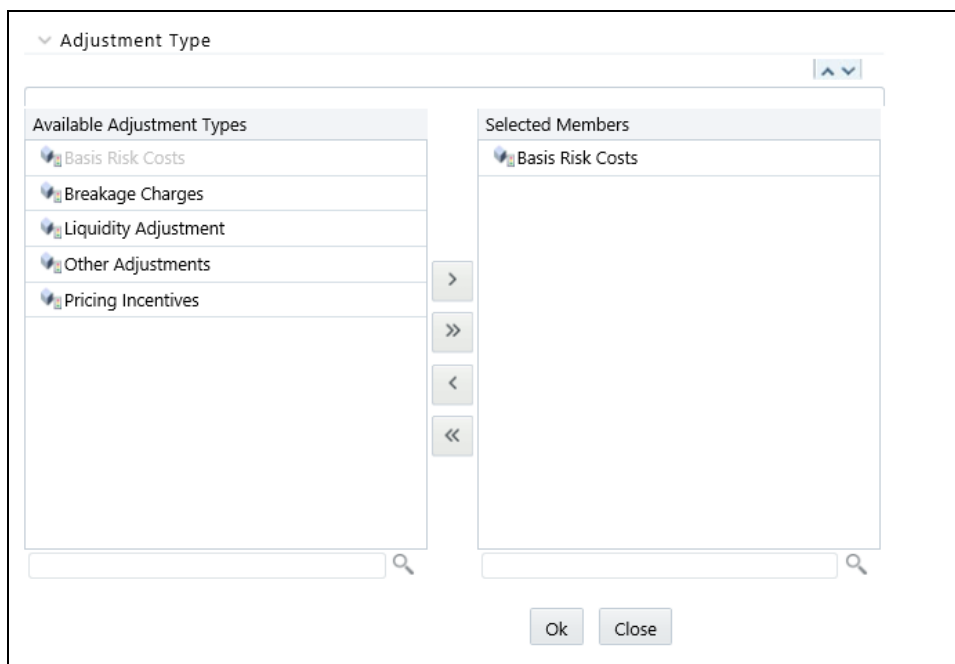 Adjustment Type
Available Adjustment Types
Basis Risk Costs
Breakage Charges
Liquidity Adjustment
Other Adjustments
Pricing Incentives
Selected Members
Basis Risk Costs
>
>>
<
<<
Ok
Close